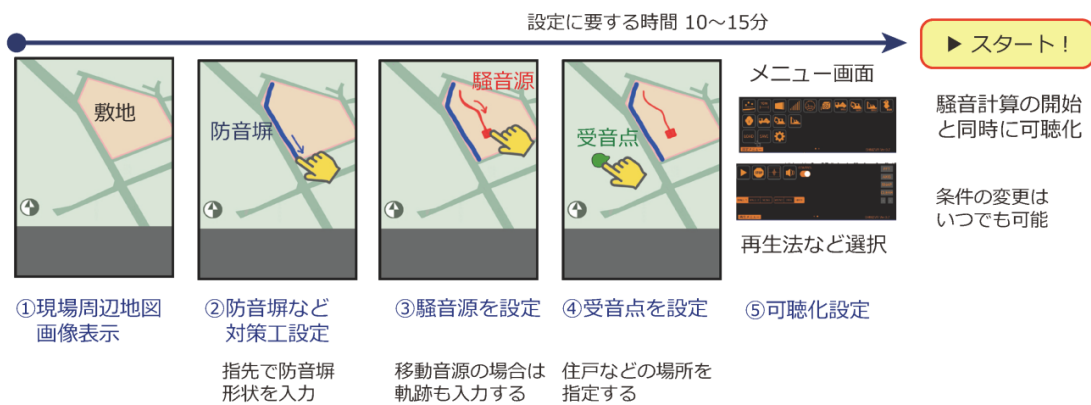 設定に要する時間 10～15分
▶ スタート！
敷地
防音塀
騒音源
受音点
メニュー画面
再生法など選択
騒音計算の開始
と同時に可聴化
条件の変更は
いつでも可能
①現場周辺地図
画像表示
②防音塀など
対策工設定
指先で防音塀
形状を入力
③騒音源を設定
移動音源の場合は
軌跡も入力する
④受音点を設定
住戸などの場所を
指定する
⑤可聴化設定